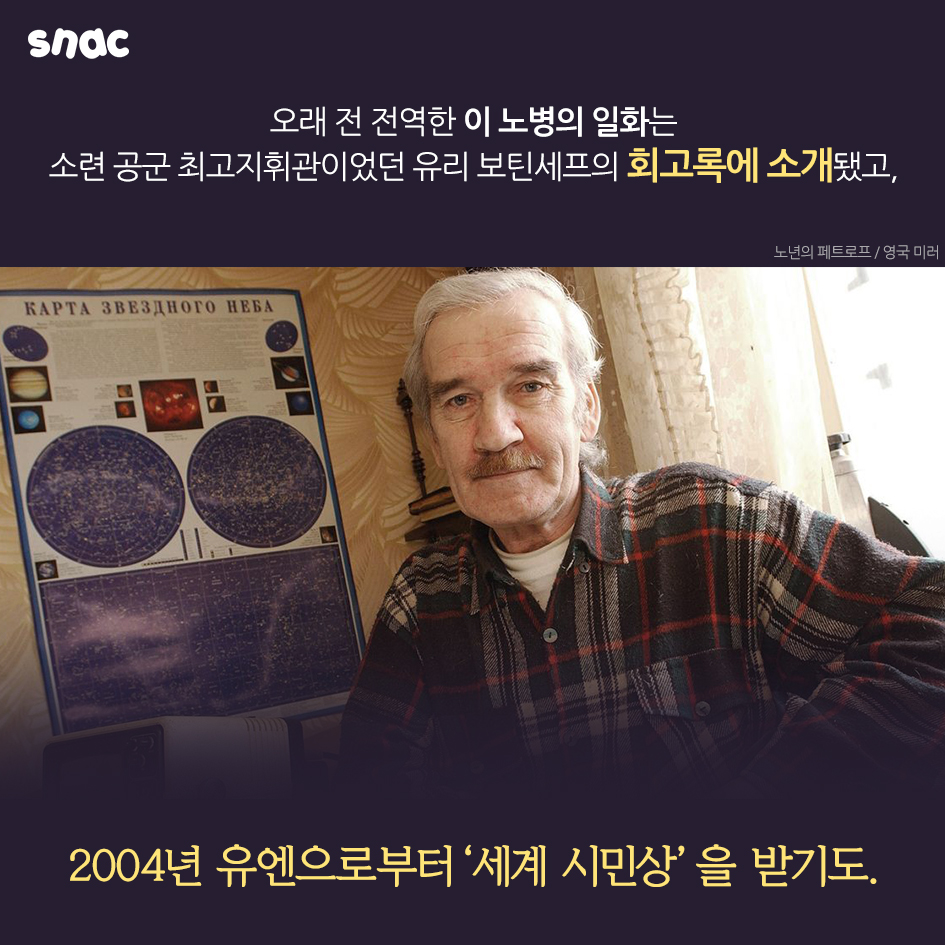 snac
오래 전 전역한 이 노병의 일화는
소련 공군 최고지휘관이었던 유리 보틴세프의 회고록에 소개됐고,
노년의 페트로프 / 영국 미러
КАРТА ЗВЕЗДНОГО НЕБА
2004년 유엔으로부터 ‘세계 시민상’ 을 받기도.